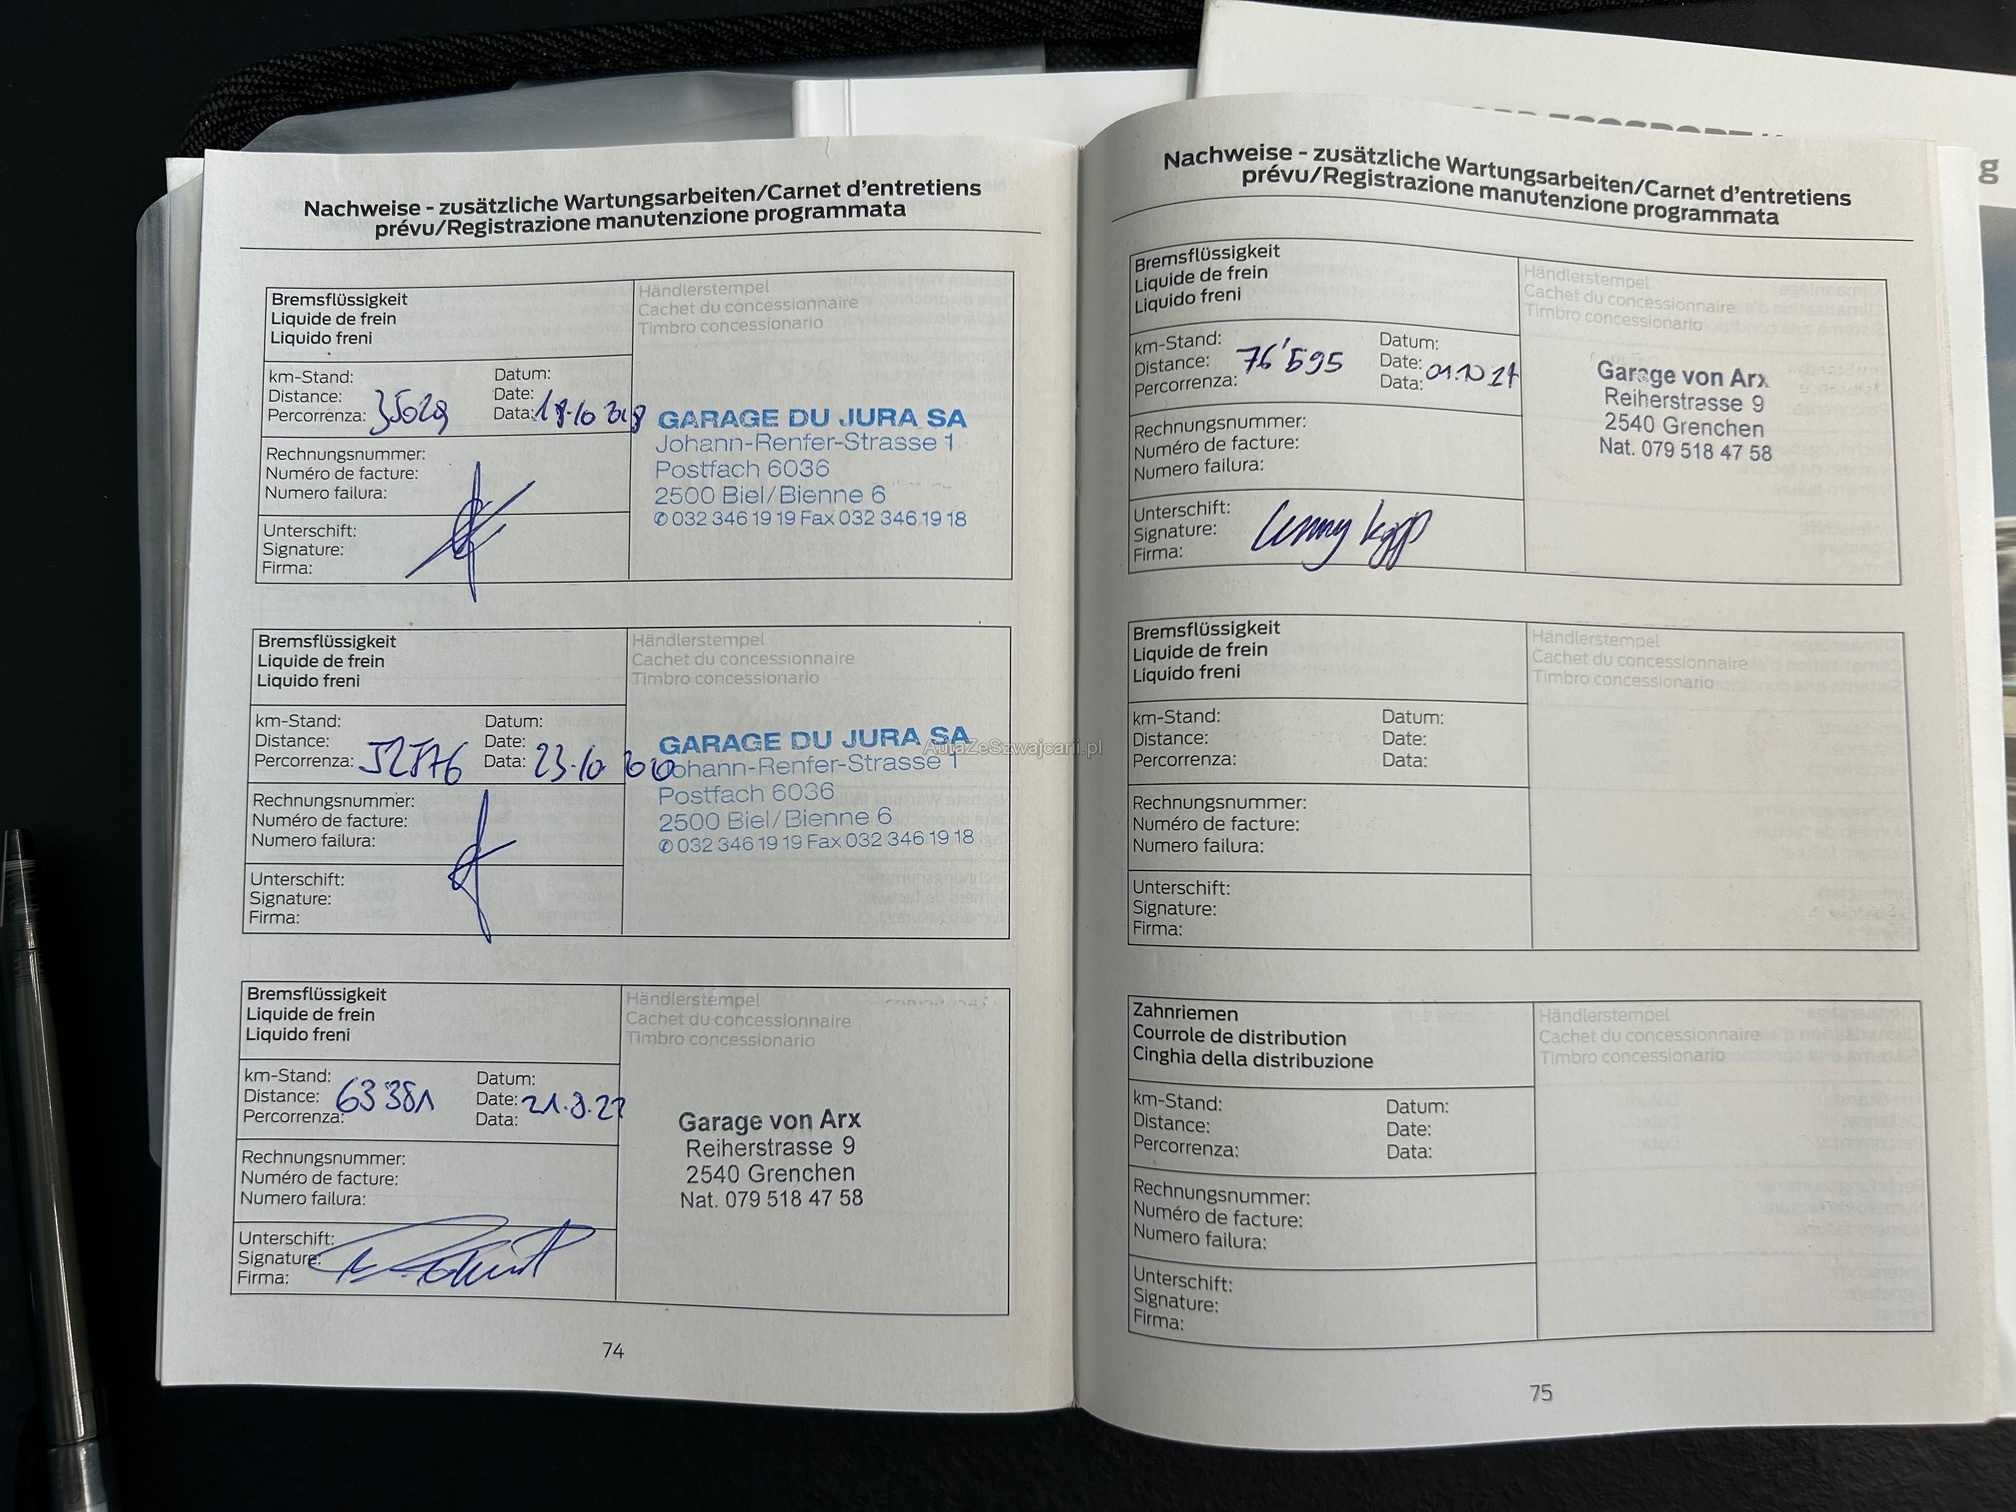 Nachweise - zusätzliche Wartungsarbeiten/Carnet d'entretiens
prévu/Registrazione manutenzione programmata
Bremsflüssigkeit
Liquide de frein
Liquido freni
Händlerstempel
Cachet du concessionnaire
Timbro concessionario
km-Stand:
Distance:
Percorrenza: 35029
Datum:
Date:
Data:
GARAGE DU JURA SA
Johann-Renfer-Strasse 1
Postfach 6036
2500 Biel/Bienne 6
✆ 032 346 19 19 Fax 032 346 19 18
Rechnungsnummer:
Numéro de facture:
Numero failura:
Unterschift:
Signature:
Firma:
Bremsflüssigkeit
Liquide de frein
Liquido freni
Händlerstempel
Cachet du concessionnaire
Timbro concessionario
km-Stand:
Distance:
Percorrenza:
Datum:
Date:
Data: 23.10
GARAGE DU JURA SA
Johann-Renfer-Strasse 1
Postfach 6036
2500 Biel/Bienne 6
✆ 032 346 19 19 Fax 032 346 19 18
AutaZeSzwajcarii.pl
Rechnungsnummer:
Numéro de facture:
Numero failura:
Unterschift:
Signature:
Firma:
Bremsflüssigkeit
Liquide de frein
Liquido freni
Händlerstempel
Cachet du concessionnaire
Timbro concessionario
km-Stand:
Distance: 63381
Percorrenza:
Datum:
Date:
Data:
Garage von Arx
Reiherstrasse 9
2540 Grenchen
Nat. 079 518 47 58
Rechnungsnummer:
Numéro de facture:
Numero failura:
Unterschift:
Signature:
Firma:
74
Nachweise - zusätzliche Wartungsarbeiten/Carnet d'entretiens
prévu/Registrazione manutenzione programmata
Bremsflüssigkeit
Liquide de frein
Liquido freni
Händlerstempel
Cachet du concessionnaire
Timbro concessionario
km-Stand:
Distance: 76'595
Percorrenza:
Datum:
Date:
Data:
Garage von Arx
Reiherstrasse 9
2540 Grenchen
Nat. 079 518 47 58
Rechnungsnummer:
Numéro de facture:
Numero failura:
Unterschift:
Signature:
Firma:
Bremsflüssigkeit
Liquide de frein
Liquido freni
Händlerstempel
Cachet du concessionnaire
Timbro concessionario
km-Stand:
Distance:
Percorrenza:
Datum:
Date:
Data:
Rechnungsnummer:
Numéro de facture:
Numero failura:
Unterschift:
Signature:
Firma:
Zahnriemen
Courrole de distribution
Cinghia della distribuzione
Händlerstempel
Cachet du concessionnaire
Timbro concessionario
km-Stand:
Distance:
Percorrenza:
Datum:
Date:
Data:
Rechnungsnummer:
Numéro de facture:
Numero failura:
Unterschift:
Signature:
Firma:
75
g